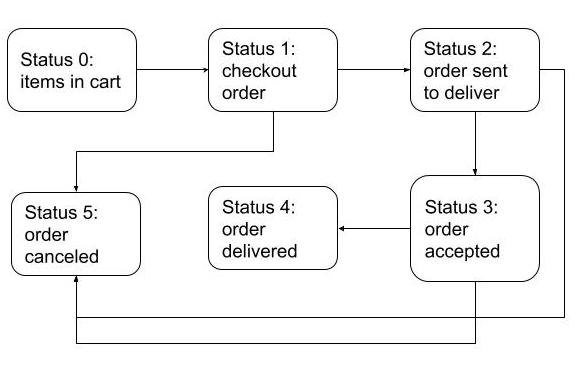 Status 0:
items in cart
Status 1:
checkout
order
Status 2:
order sent
to deliver
Status 5:
order
canceled
Status 4:
order
delivered
Status 3:
order
accepted